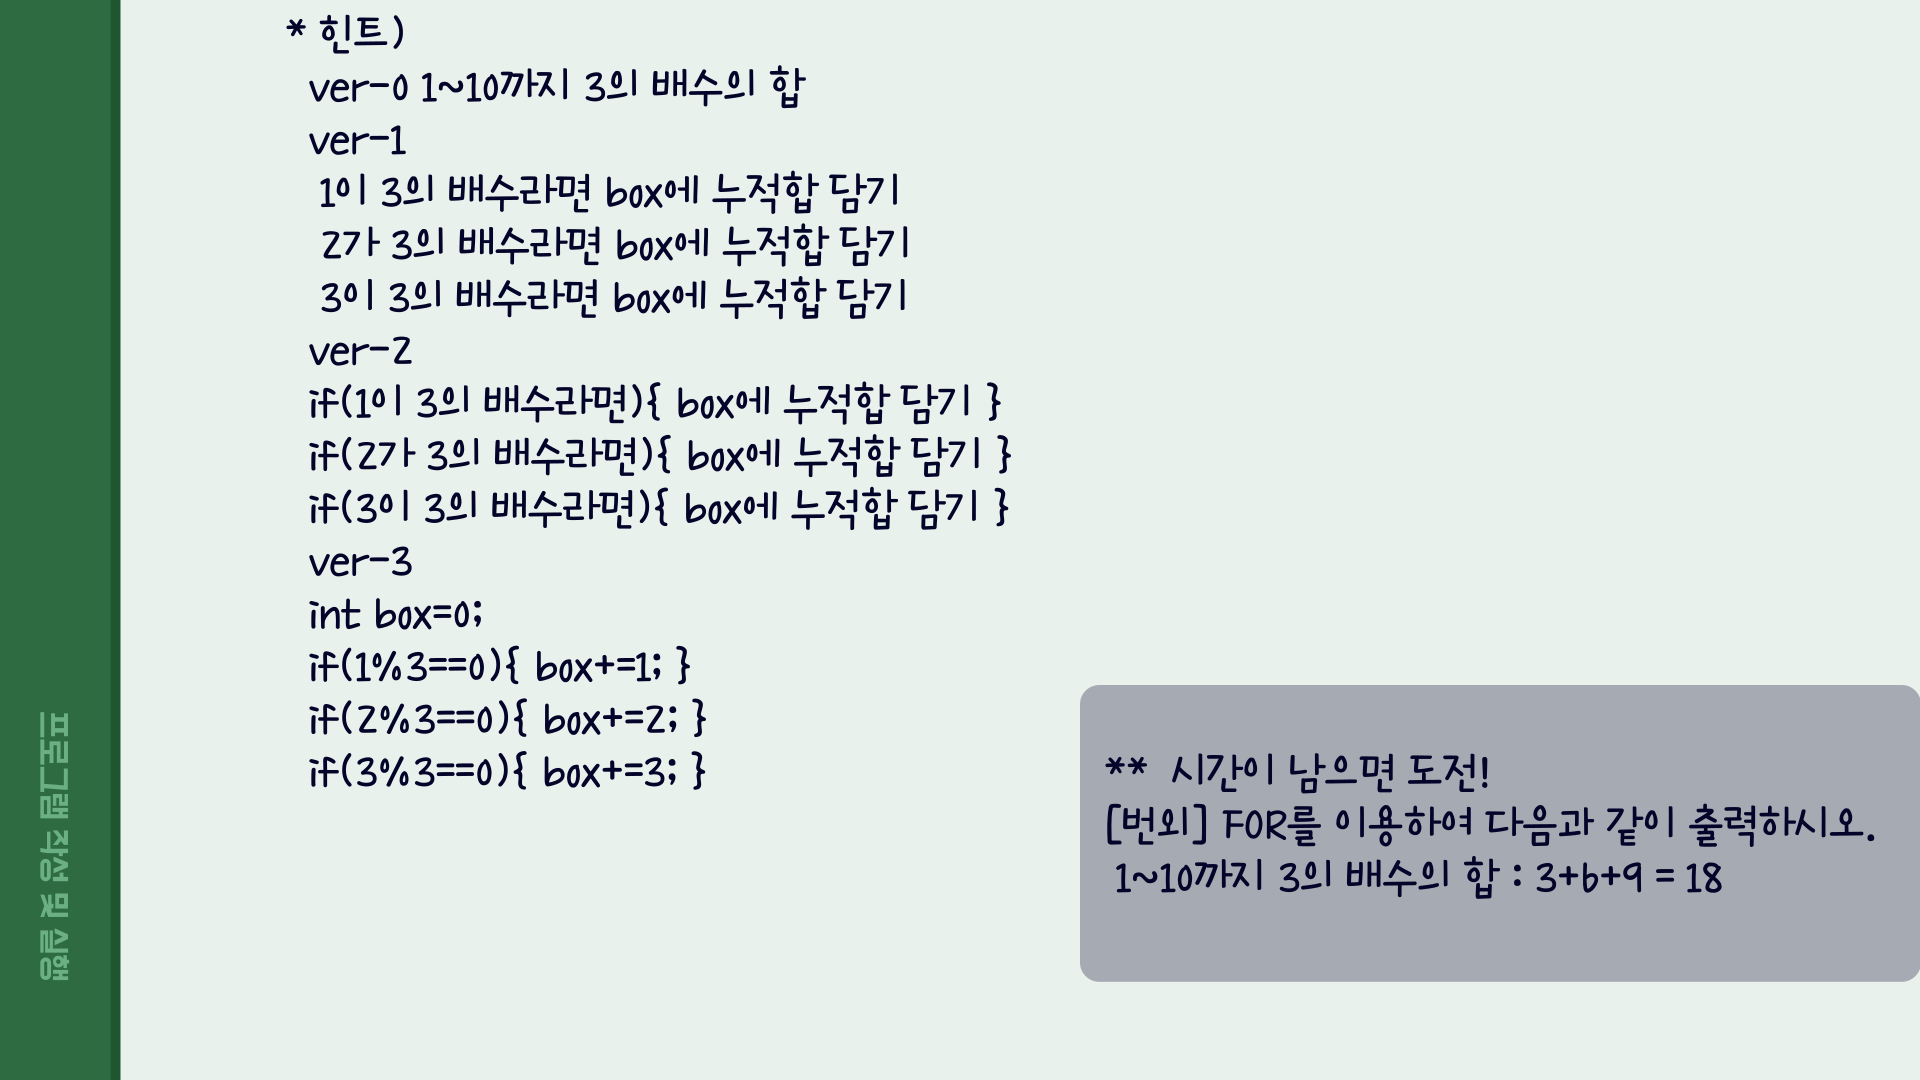 * 힌트)
ver-0 1~10까지 3의 배수의 합
ver-1
1이 3의 배수라면 box에 누적합 담기
2가 3의 배수라면 box에 누적합 담기
3이 3의 배수라면 box에 누적합 담기
ver-2
if(1이 3의 배수라면){ box에 누적합 담기 }
if(2가 3의 배수라면){ box에 누적합 담기 }
if(3이 3의 배수라면){ box에 누적합 담기 }
ver-3
int box=0;
if(1%3==0){ box+=1; }
if(2%3==0){ box+=2; }
if(3%3==0){ box+=3; }
** 시간이 남으면 도전!
[번외] FOR를 이용하여 다음과 같이 출력하시오.
1~10까지 3의 배수의 합 : 3+6+9 = 18
프로그램 작성 및 실행